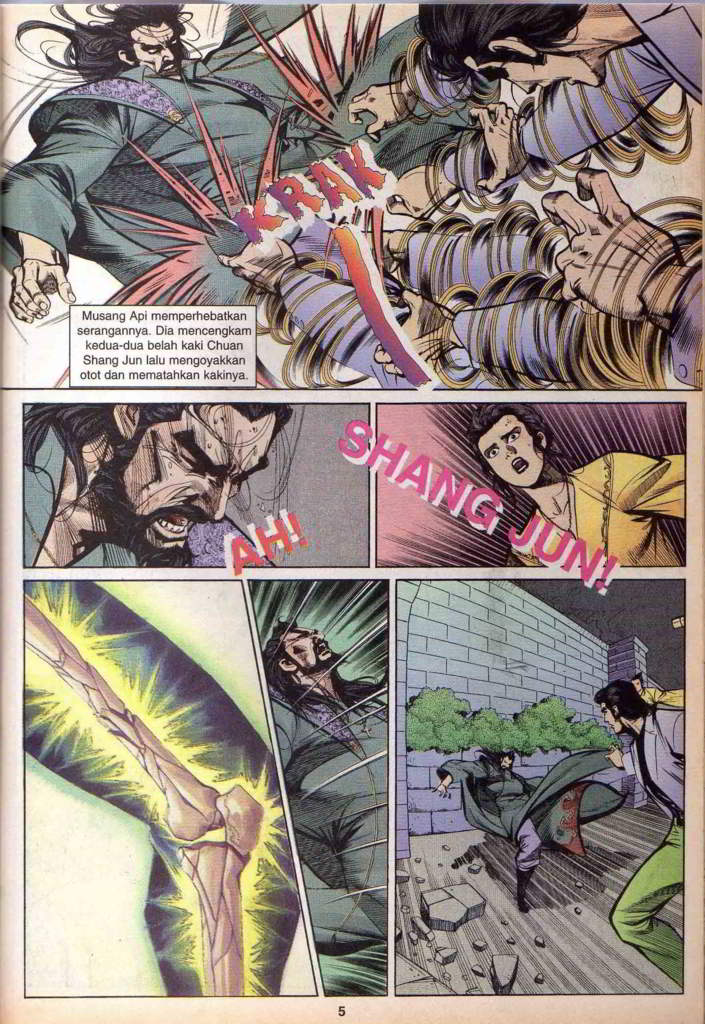 KRAK
Musang Api memperhebatkan
serangannya. Dia mencengkam
kedua-dua belah kaki Chuan
Shang Jun lalu mengoyakkan
otot dan mematahkan kakinya.
AH!
SHANG JUN!
5